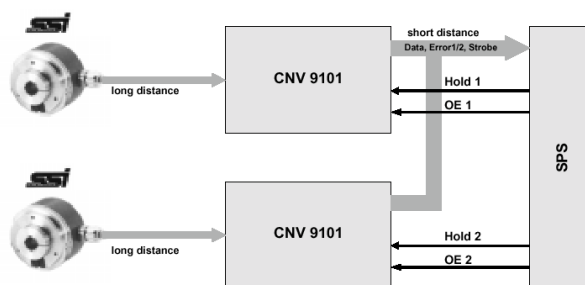 SSI
short distance
Data, Error1/2, Strobe
CNV 9101
long distance
Hold 1
OE 1
SPS
SSI
CNV 9101
long distance
Hold 2
OE 2